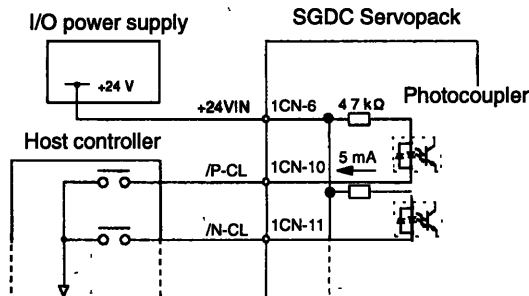 I/O power supply
SGDC Servopack
+24 V
+24VIN
1CN-6
4 7 kΩ
Photocoupler
Host controller
/P-CL
1CN-10
5 mA
/N-CL
1CN-11